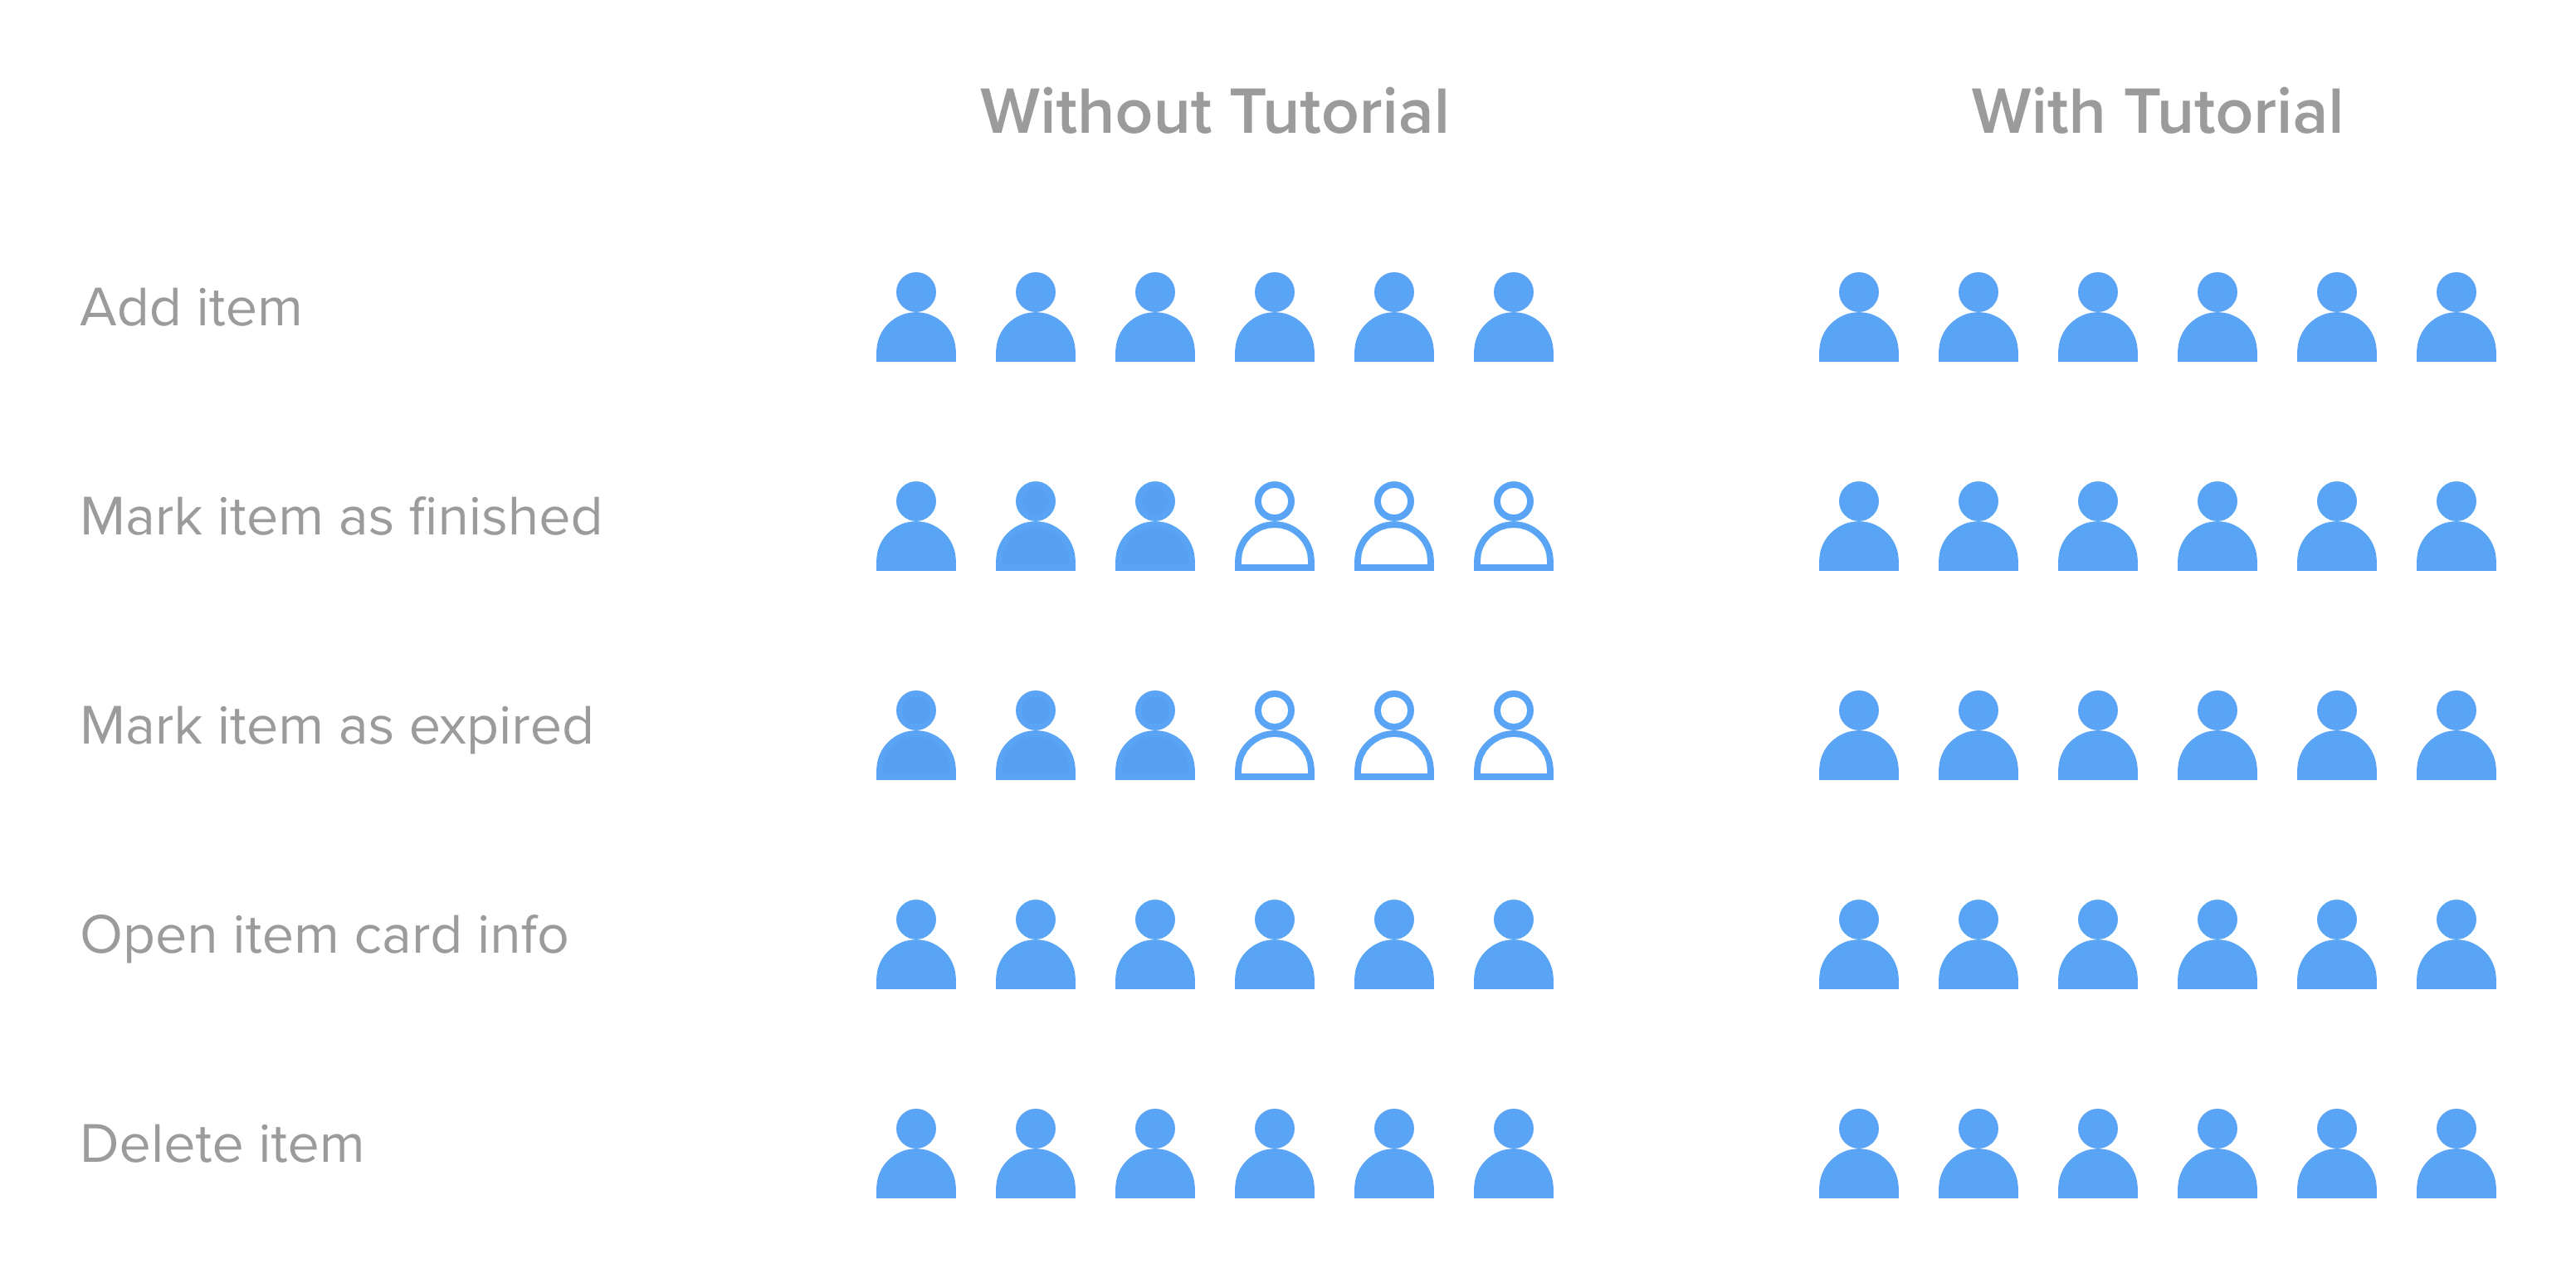 Without Tutorial
With Tutorial
Add item
Mark item as finished
Mark item as expired
Open item card info
Delete item